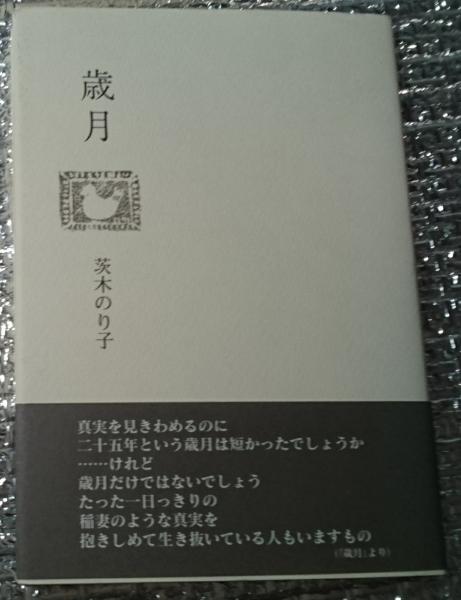 歳月
茨木のり子
真実を見きわめるのに
二十五年という歳月は短かったでしょうか
……けれど
歳月だけではないでしょう
たった一日っきりの
稲妻のような真実を
抱きしめて生き抜いている人もいますもの
（「歳月」より）